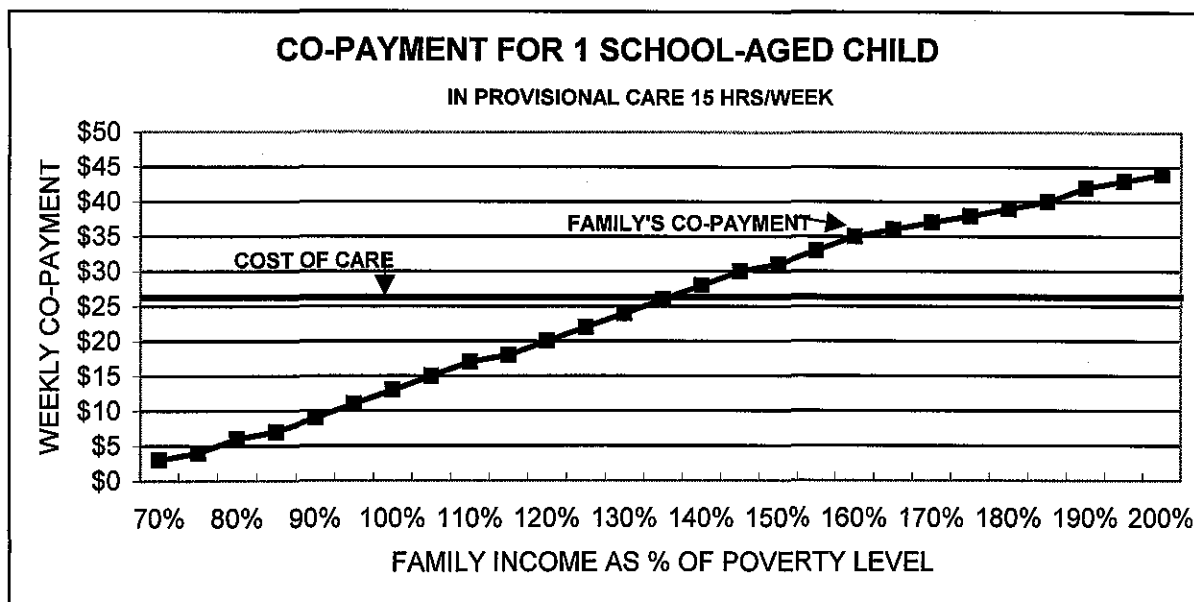 CO-PAYMENT FOR 1 SCHOOL-AGED CHILD
IN PROVISIONAL CARE 15 HRS/WEEK
WEEKLY CO-PAYMENT
$50
$45
$40
$35
$30
$25
$20
$15
$10
$5
$0
FAMILY'S CO-PAYMENT
COST OF CARE
70% 80% 90% 100% 110% 120% 130% 140% 150% 160% 170% 180% 190% 200%
FAMILY INCOME AS % OF POVERTY LEVEL